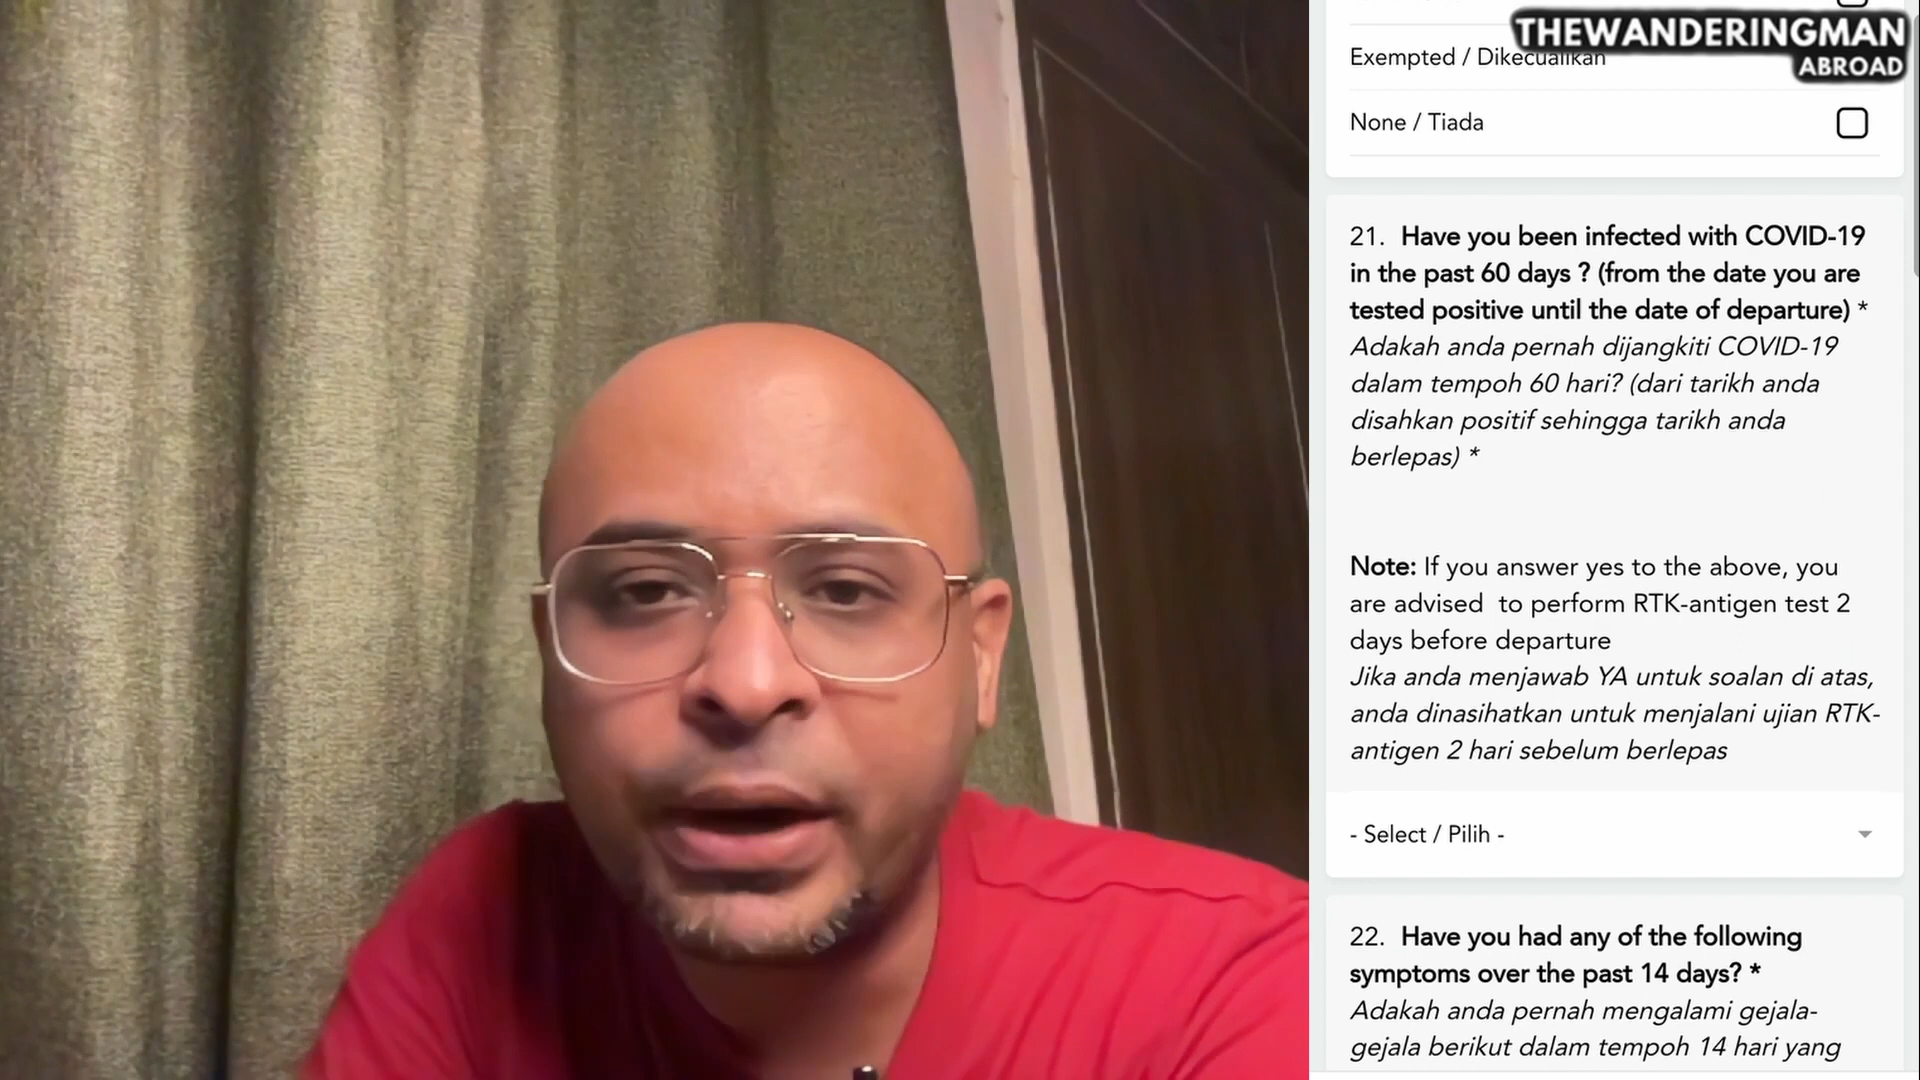 THEWANDERINGMAN
ABROAD
Exempted / Dikecualikan
None / Tiada
21. Have you been infected with COVID-19
in the past 60 days ? (from the date you are
tested positive until the date of departure) *
Adakah anda pernah dijangkiti COVID-19
dalam tempoh 60 hari? (dari tarikh anda
disahkan positif sehingga tarikh anda
berlepas) *
Note: If you answer yes to the above, you
are advised to perform RTK-antigen test 2
days before departure
Jika anda menjawab YA untuk soalan di atas,
anda dinasihatkan untuk menjalani ujian RTK-
antigen 2 hari sebelum berlepas
- Select / Pilih -
22. Have you had any of the following
symptoms over the past 14 days? *
Adakah anda pernah mengalami gejala-
gejala berikut dalam tempoh 14 hari yang